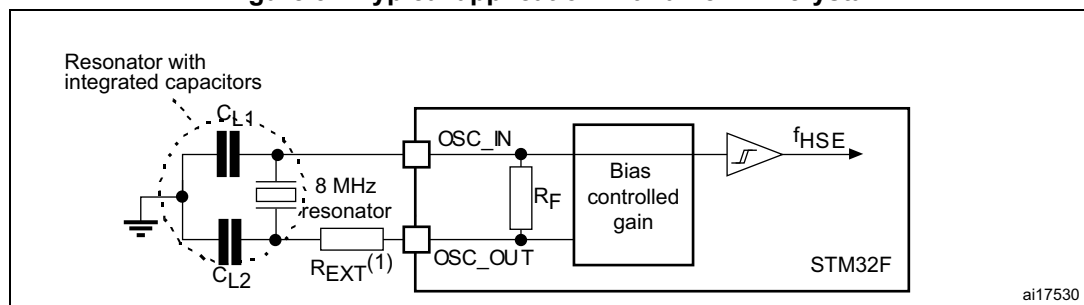 Resonator with
integrated capacitors
CL1
OSC_IN
fHSE
8 MHz
resonator
RF
Bias
controlled
gain
REXT(1)
OSC_OUT
CL2
STM32F
ai17530